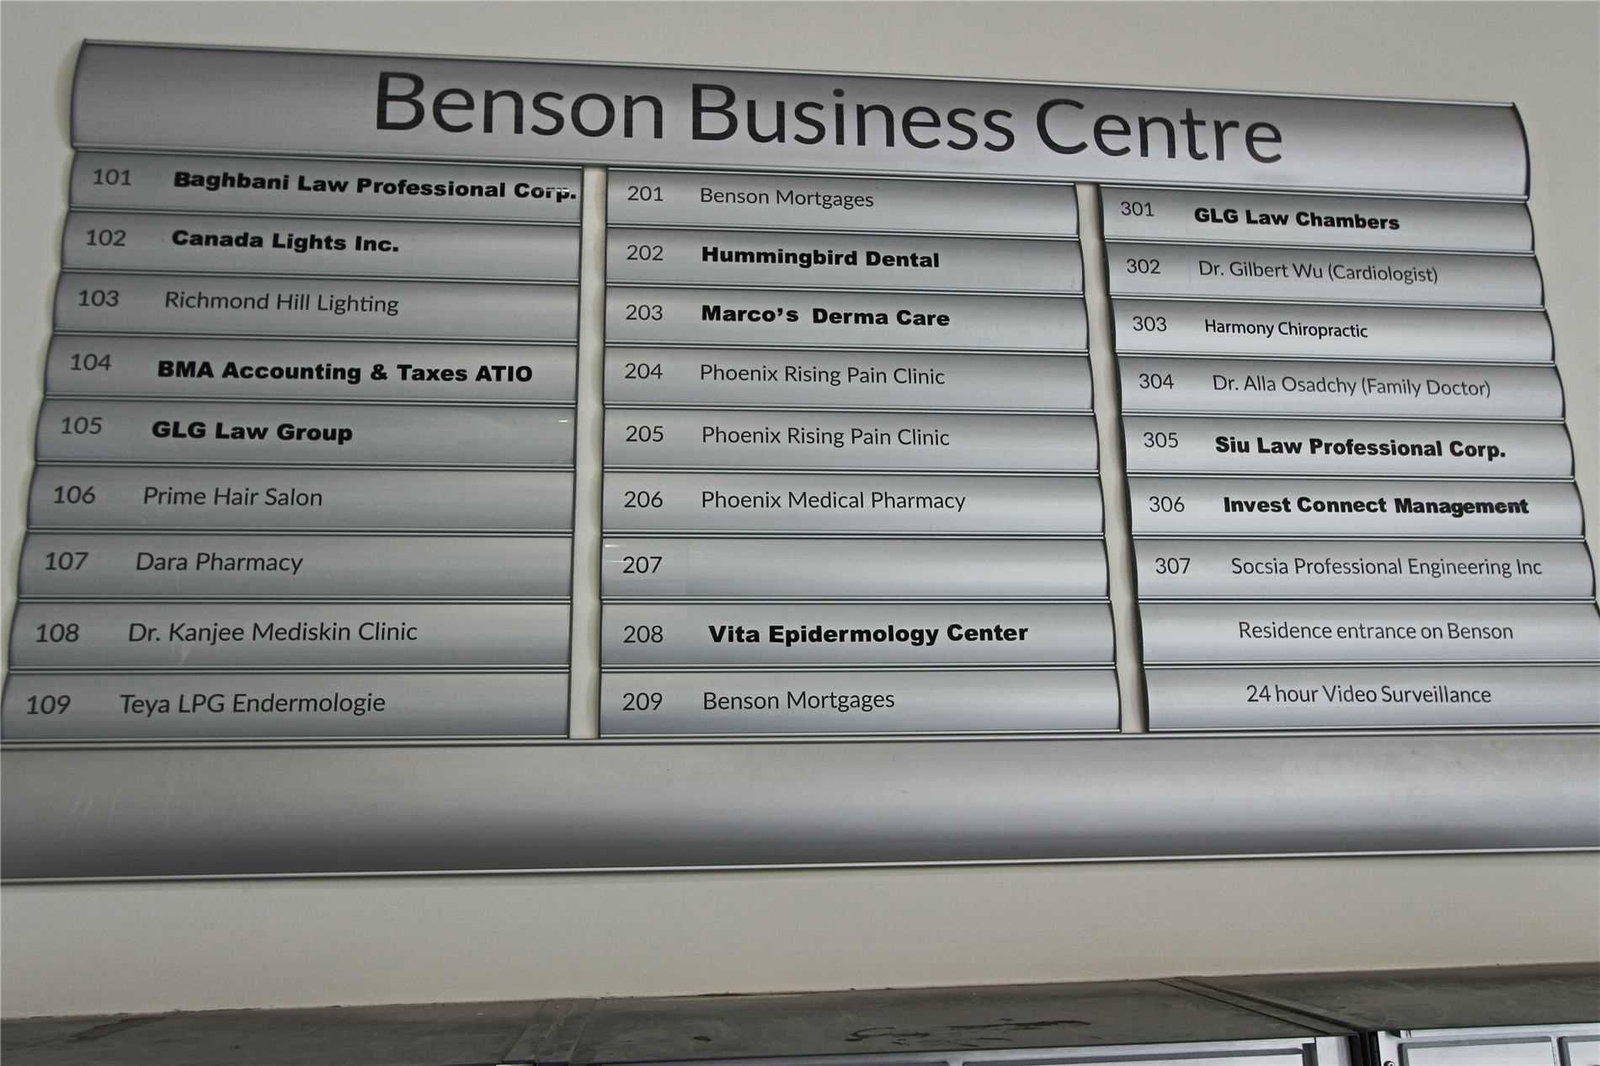 Benson Business Centre
101 Baghbani Law Professional Corp.
102 Canada Lights Inc.
103 Richmond Hill Lighting
104 BMA Accounting & Taxes ATIO
105 GLG Law Group
106 Prime Hair Salon
107 Dara Pharmacy
108 Dr. Kanjee Mediskin Clinic
109 Teya LPG Endermologie
201 Benson Mortgages
202 Hummingbird Dental
203 Marco's Derma Care
204 Phoenix Rising Pain Clinic
205 Phoenix Rising Pain Clinic
206 Phoenix Medical Pharmacy
207
208 Vita Epidermology Center
209 Benson Mortgages
301 GLG Law Chambers
302 Dr. Gilbert Wu (Cardiologist)
303 Harmony Chiropractic
304 Dr. Alla Osadchy (Family Doctor)
305 Siu Law Professional Corp.
306 Invest Connect Management
307 Socsia Professional Engineering Inc
Residence entrance on Benson
24 hour Video Surveillance